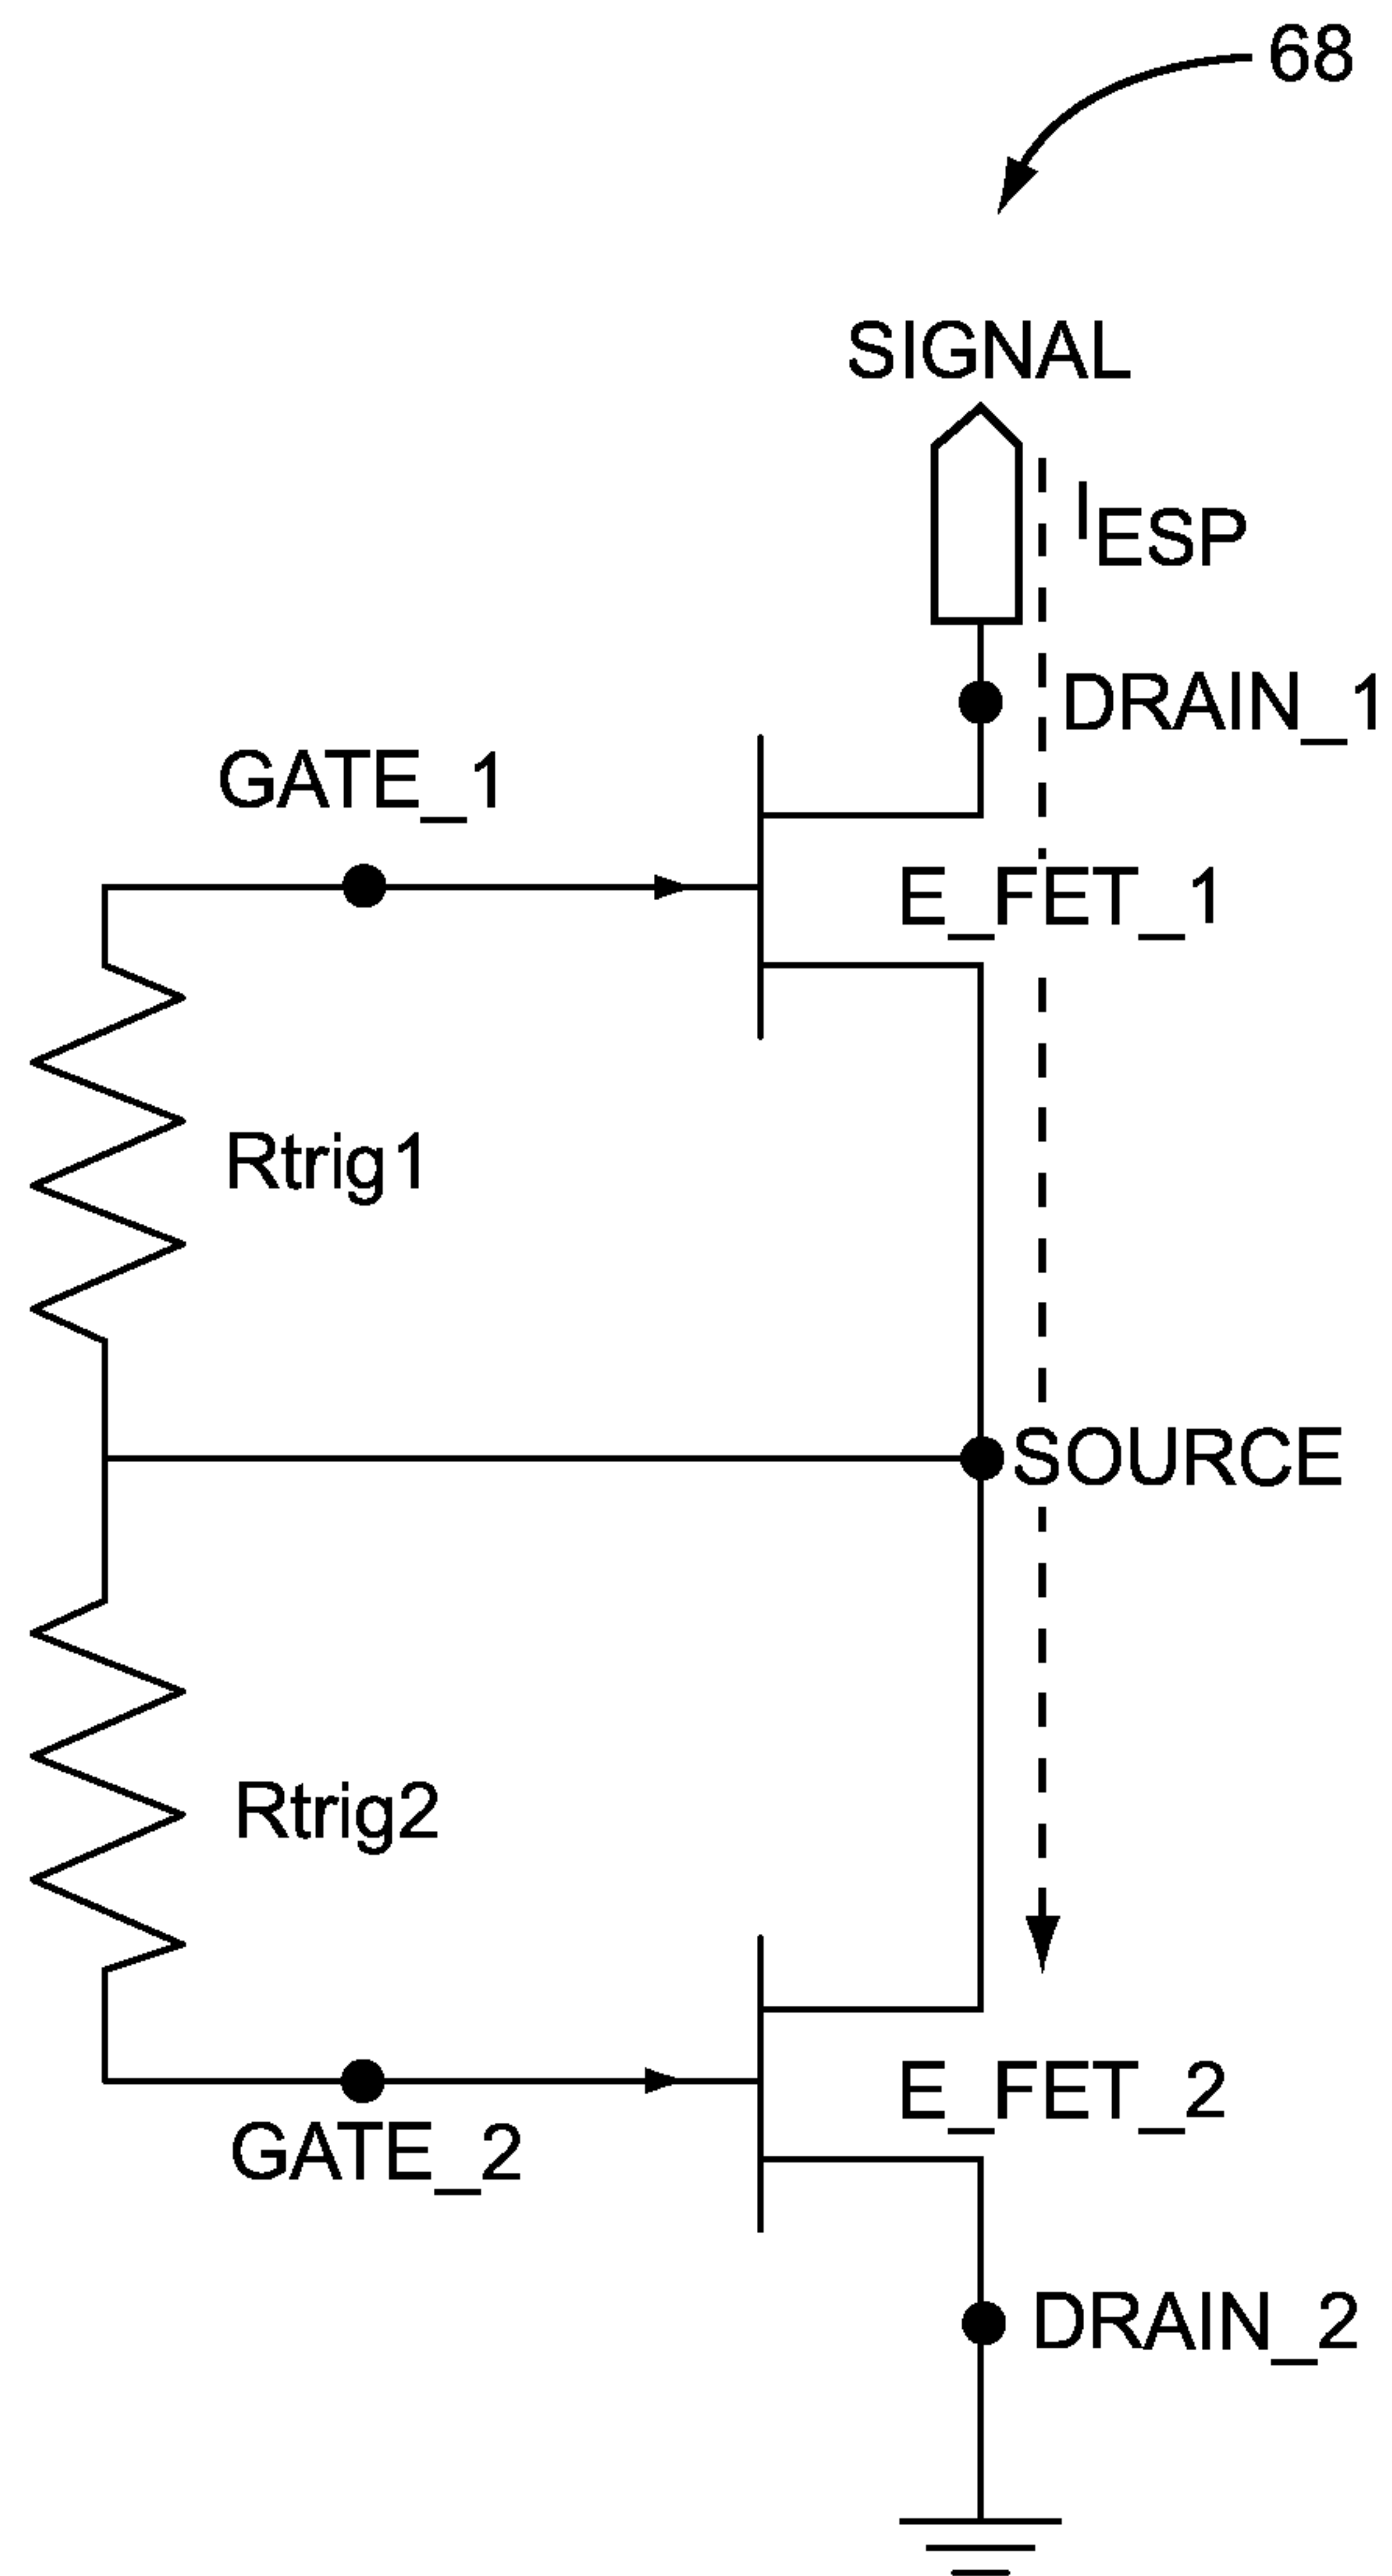 68
SIGNAL
IESP
DRAIN_1
GATE_1
E_FET_1
Rtrig1
SOURCE
Rtrig2
E_FET_2
GATE_2
DRAIN_2